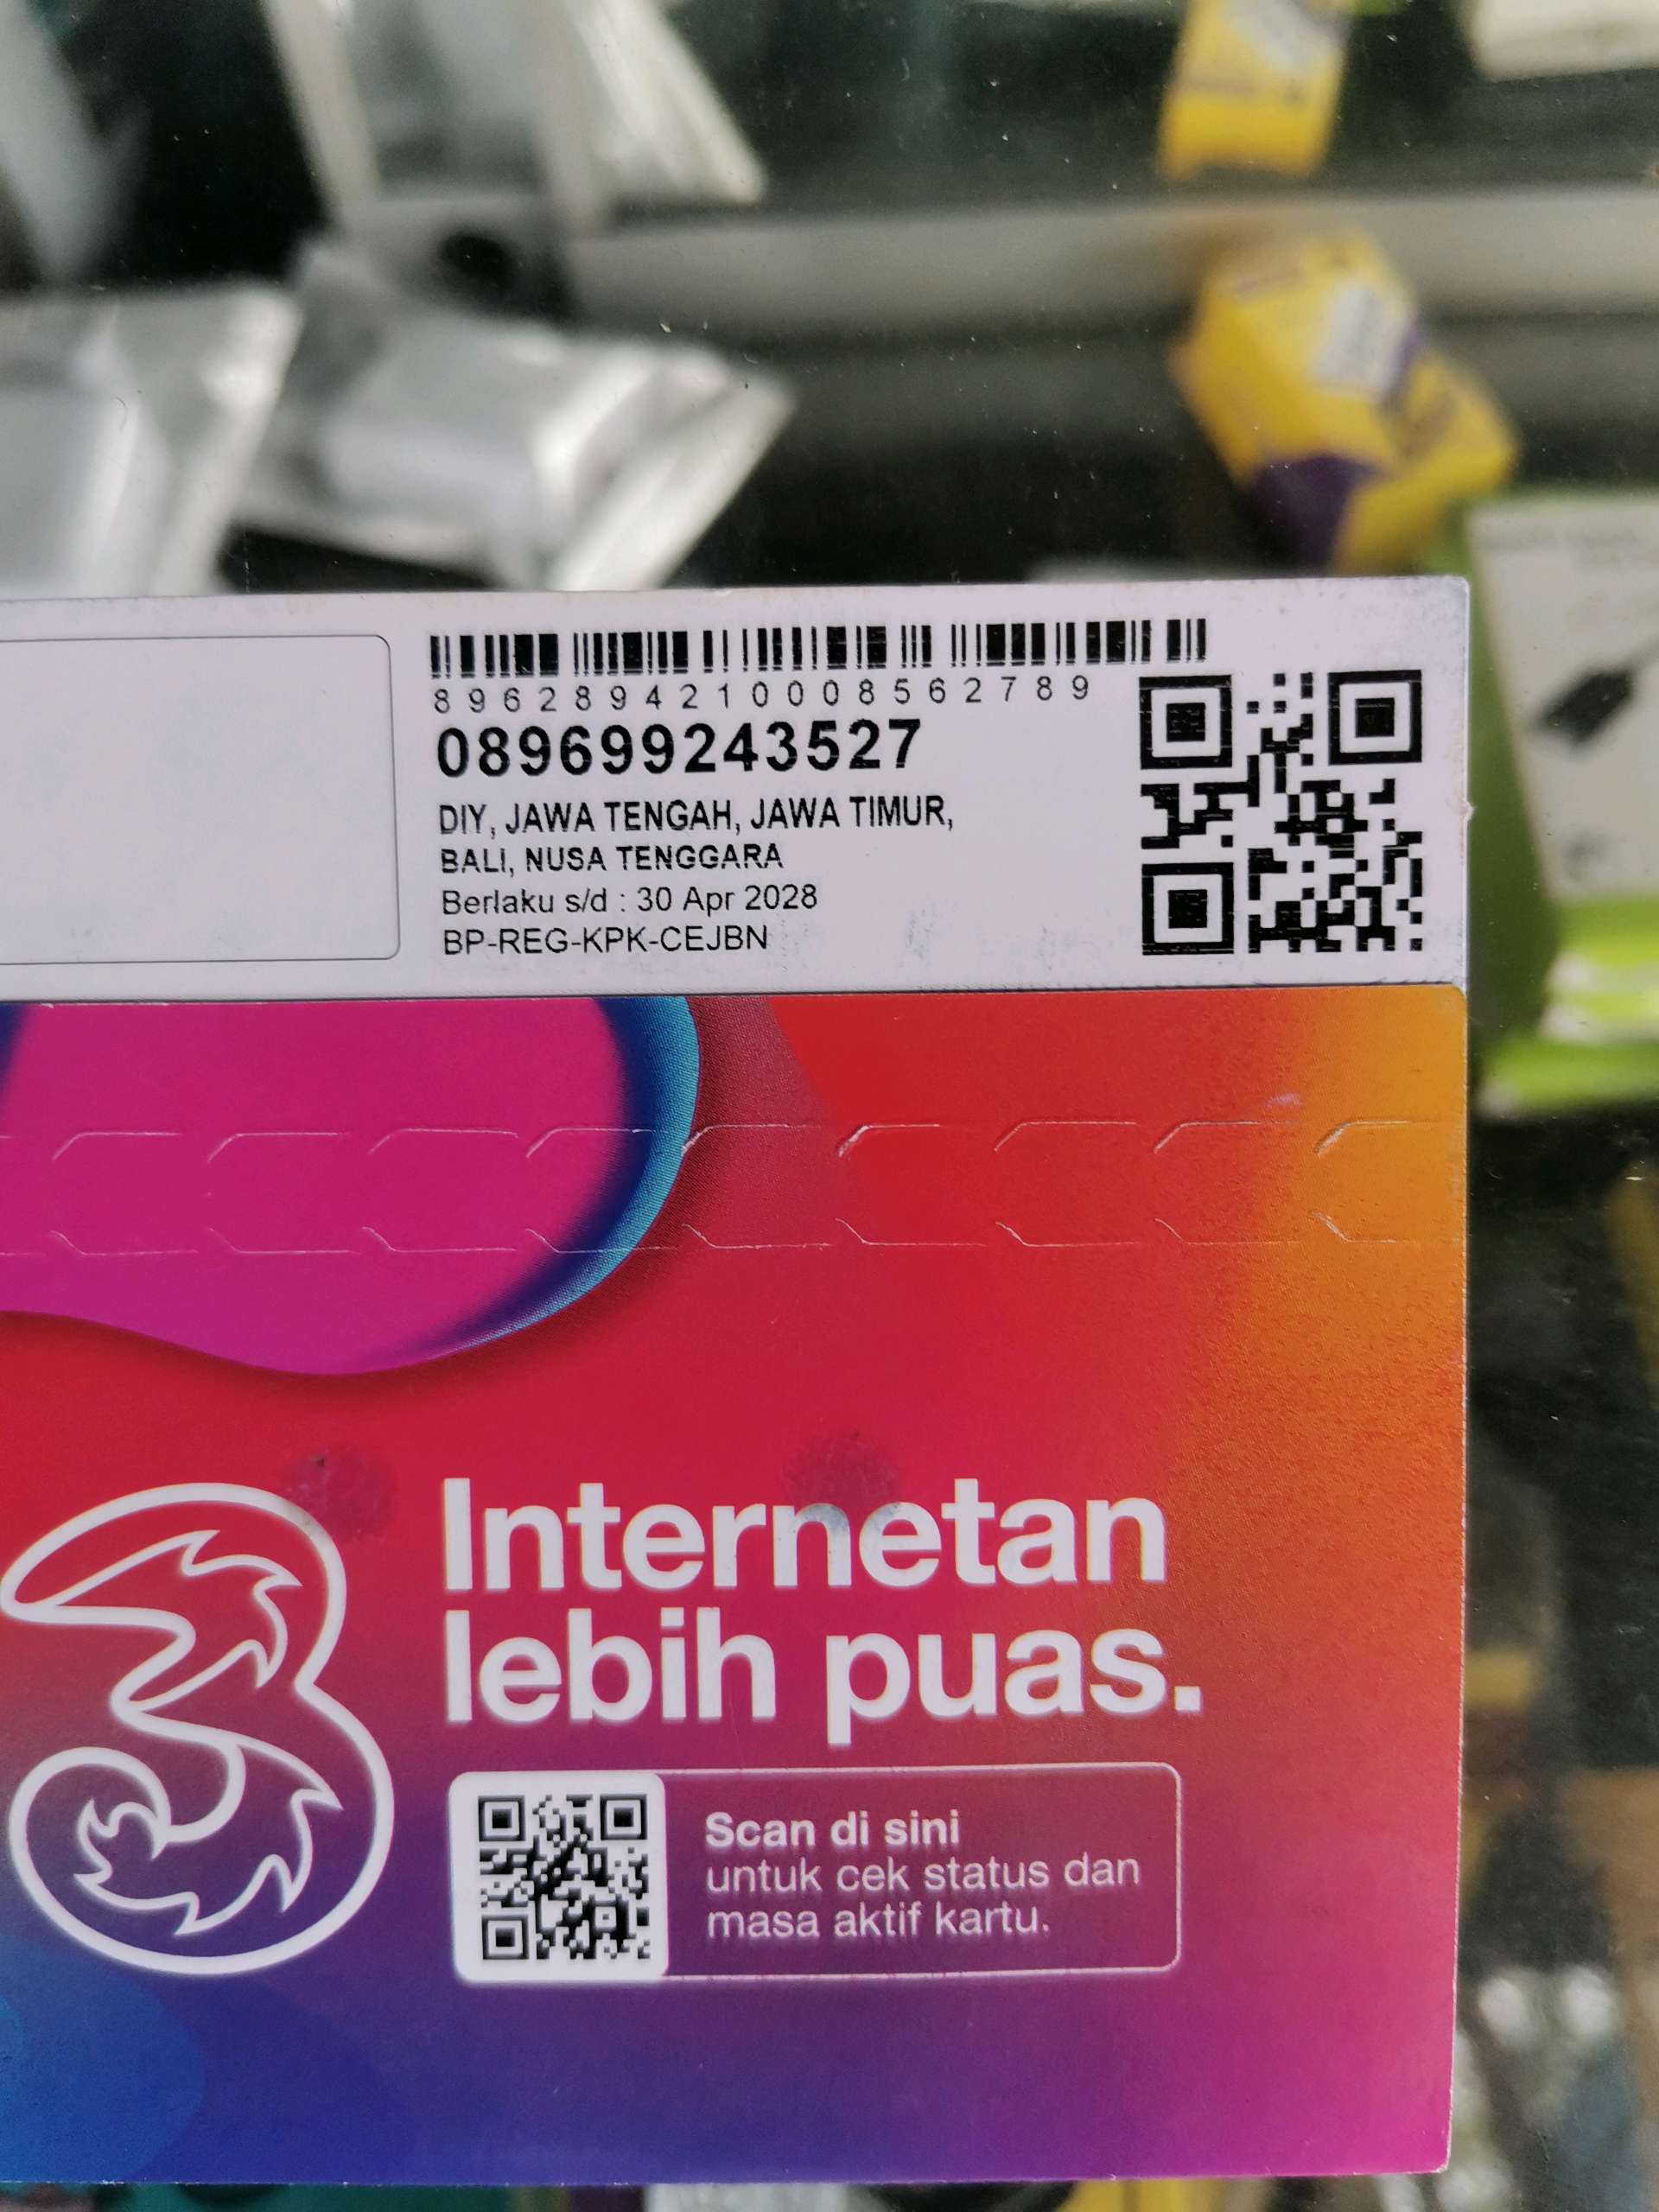 8962894210008562789
089699243527
DIY, JAWA TENGAH, JAWA TIMUR,
BALI, NUSA TENGGARA
Berlaku s/d : 30 Apr 2028
BP-REG-KPK-CEJBN
3
Internetan
lebih puas.
Scan di sini
untuk cek status dan
masa aktif kartu.